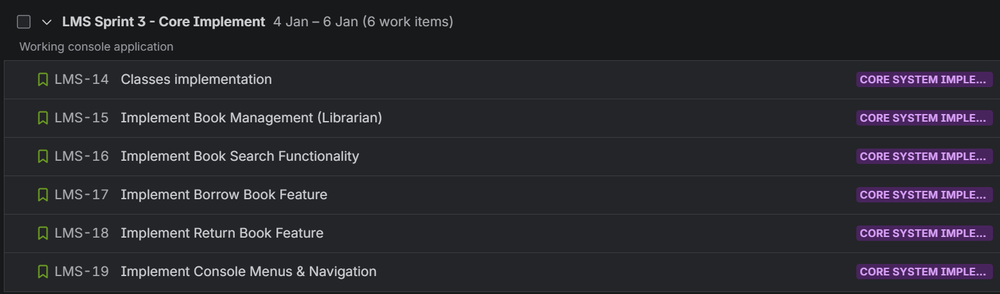 LMS Sprint 3 - Core Implement 4 Jan – 6 Jan (6 work items)
Working console application
LMS-14 Classes implementation CORE SYSTEM IMPLE...
LMS-15 Implement Book Management (Librarian) CORE SYSTEM IMPLE...
LMS-16 Implement Book Search Functionality CORE SYSTEM IMPLE...
LMS-17 Implement Borrow Book Feature CORE SYSTEM IMPLE...
LMS-18 Implement Return Book Feature CORE SYSTEM IMPLE...
LMS-19 Implement Console Menus & Navigation CORE SYSTEM IMPLE...